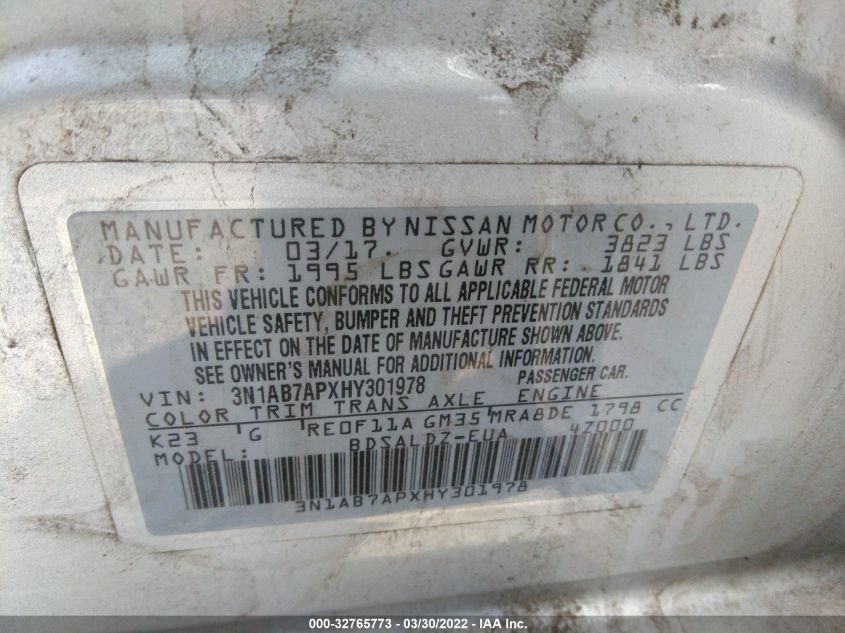 MANUFACTURED BY NISSAN MOTOR CO., LTD.
DATE: 03/17. GVWR: 3823 LBS
GAWR FR: 1995 LBS GAWR RR: 1841 LBS
THIS VEHICLE CONFORMS TO ALL APPLICABLE FEDERAL MOTOR
VEHICLE SAFETY, BUMPER AND THEFT PREVENTION STANDARDS
IN EFFECT ON THE DATE OF MANUFACTURE SHOWN ABOVE.
SEE OWNER'S MANUAL FOR ADDITIONAL INFORMATION.
VIN: 3N1AB7APXHY301978 PASSENGER CAR.
COLOR TRIM TRANS AXLE ENGINE
K23 G RE0F11A GM35 MRA8DE 1798 CC
MODEL: BDSALDZ-EUA 4Z000
3N1AB7APXHY301978
000-32765773 - 03/30/2022 - IAA Inc.